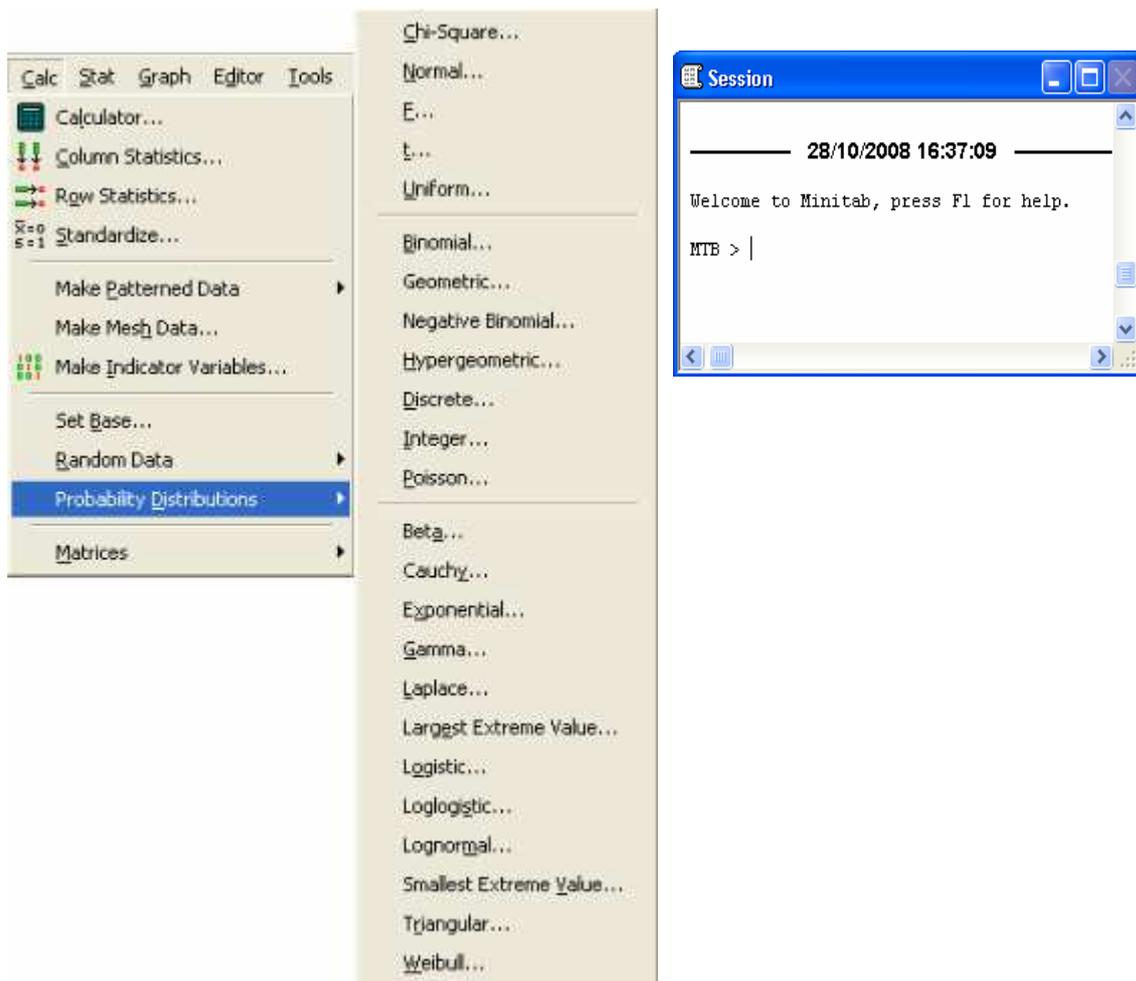 Calc Stat Graph Editor Tools
Calculator...
Column Statistics...
Row Statistics...
x̄=0
s=1 Standardize...
Make Patterned Data
Make Mesh Data...
Make Indicator Variables...
Set Base...
Random Data
Probability Distributions
Matrices
Chi-Square...
Normal...
F...
t...
Uniform...
Binomial...
Geometric...
Negative Binomial...
Hypergeometric...
Discrete...
Integer...
Poisson...
Beta...
Cauchy...
Exponential...
Gamma...
Laplace...
Largest Extreme Value...
Logistic...
Loglogistic...
Lognormal...
Smallest Extreme Value...
Triangular...
Weibull...
Session
28/10/2008 16:37:09
Welcome to Minitab, press F1 for help.
MTB >